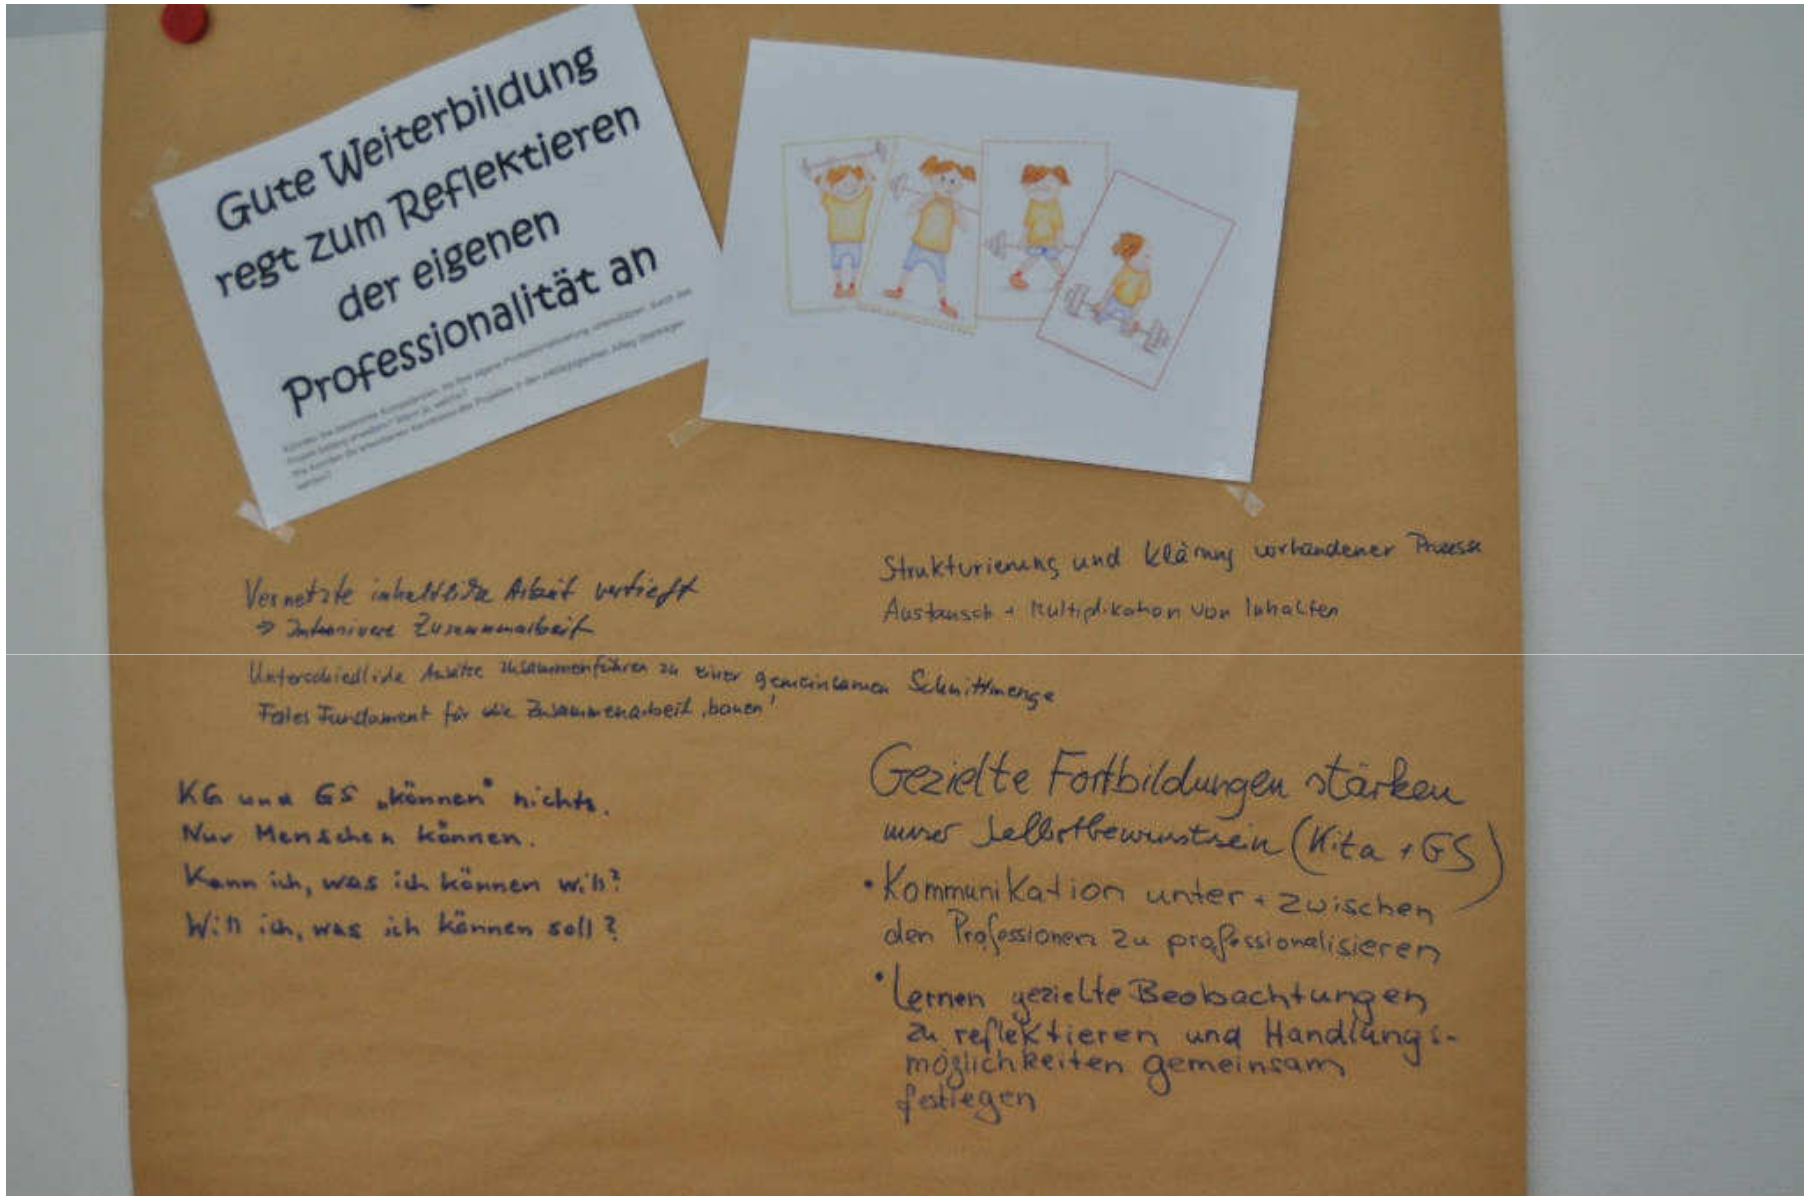 Gute Weiterbildung
regt zum Reflektieren
der eigenen
Professionalität an
Vernetzte inhaltliche Arbeit vertieft
→ Intensivere Zusammenarbeit
Unterschiedliche Ansätze zusammenführen zu einer gemeinsamen Schnittmenge
Fundament für die Zusammenarbeit „bauen“
Strukturierung und Klärung vorhandener Prozesse
Austausch + Multiplikation von Inhalten
KG und GS „können“ nichts.
Nur Menschen können.
Kann ich, was ich können will?
Will ich, was ich können soll?
Gezielte Fortbildungen stärken
unser Selbstbewusstsein (Kita + GS)
• Kommunikation unter + zwischen
den Professionen zu professionalisieren
• Lernen gezielte Beobachtungen
zu reflektieren und Handlungs-
möglichkeiten gemeinsam
festlegen